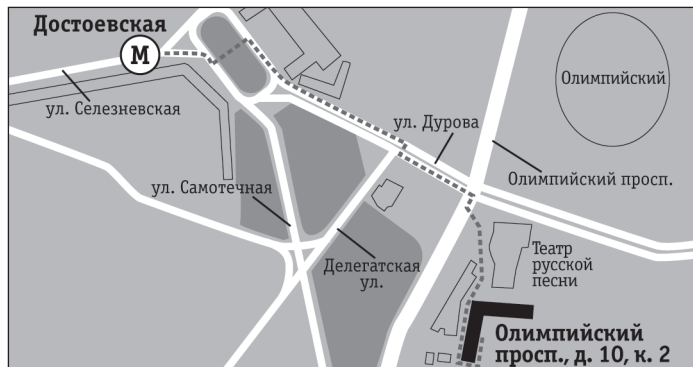 Достоевская
М
ул. Селезневская
Олимпийский
ул. Дурова
ул. Самотечная
Олимпийский просп.
Делегатская
ул.
Театр
русской
песни
Олимпийский
просп., д. 10, к. 2